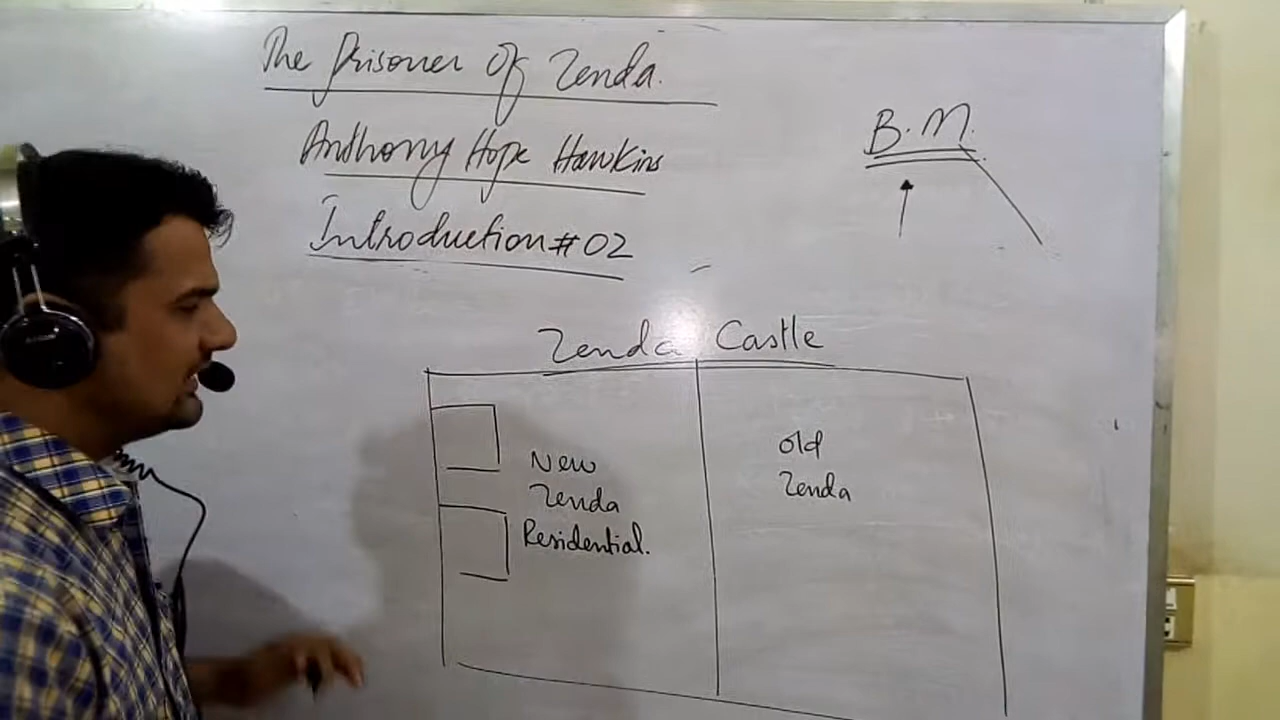 The Prisoner Of Zenda.
Anthony Hope Hawkins
B.M.
Introduction #02
Zenda Castle
New
Zenda
Residential.
Old
Zenda